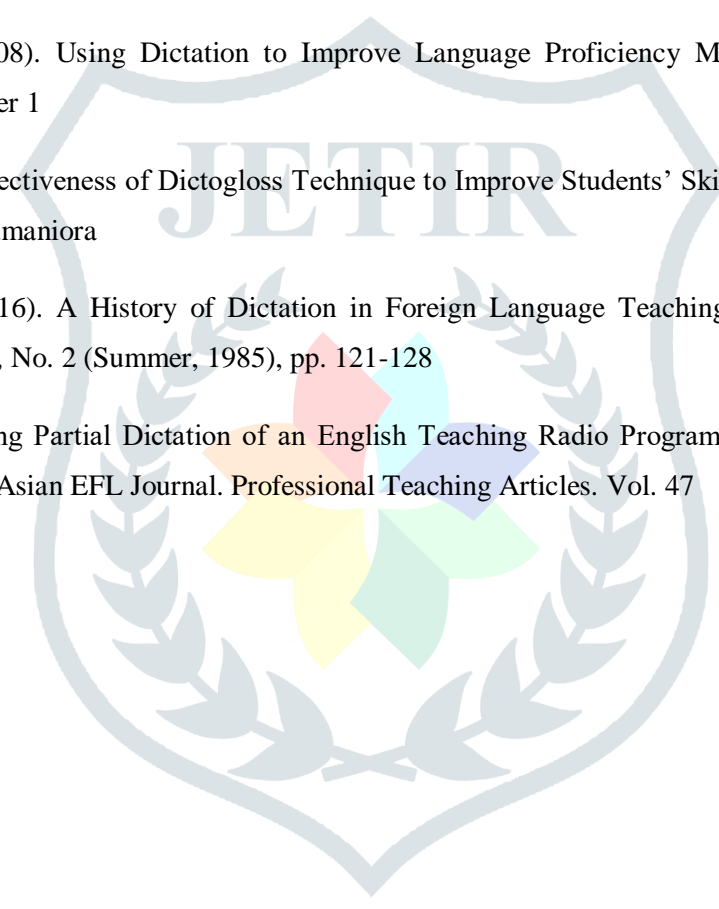 08). Using Dictation to Improve Language Proficiency M
er 1
ectiveness of Dictogloss Technique to Improve Students’ Ski
umaniora
16). A History of Dictation in Foreign Language Teaching
, No. 2 (Summer, 1985), pp. 121-128
ng Partial Dictation of an English Teaching Radio Program
Asian EFL Journal. Professional Teaching Articles. Vol. 47
JETIR